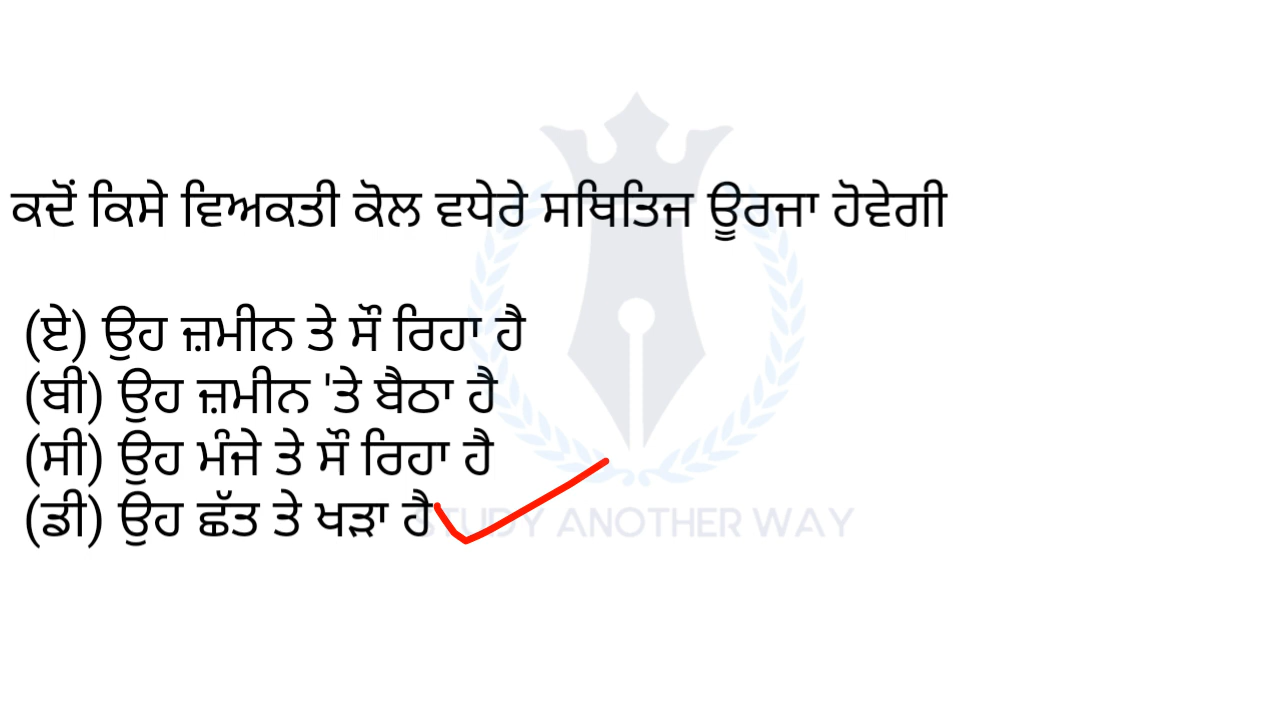 ਕਦੋਂ ਕਿਸੇ ਵਿਅਕਤੀ ਕੋਲ ਵਧੇਰੇ ਸਥਿਤਿਜ ਊਰਜਾ ਹੋਵੇਗੀ
(ਏ) ਉਹ ਜ਼ਮੀਨ ਤੇ ਸੌਂ ਰਿਹਾ ਹੈ
(ਬੀ) ਉਹ ਜ਼ਮੀਨ 'ਤੇ ਬੈਠਾ ਹੈ
(ਸੀ) ਉਹ ਮੰਜੇ ਤੇ ਸੌਂ ਰਿਹਾ ਹੈ
(ਡੀ) ਉਹ ਛੱਤ ਤੇ ਖੜਾ ਹੈ
STUDY ANOTHER WAY